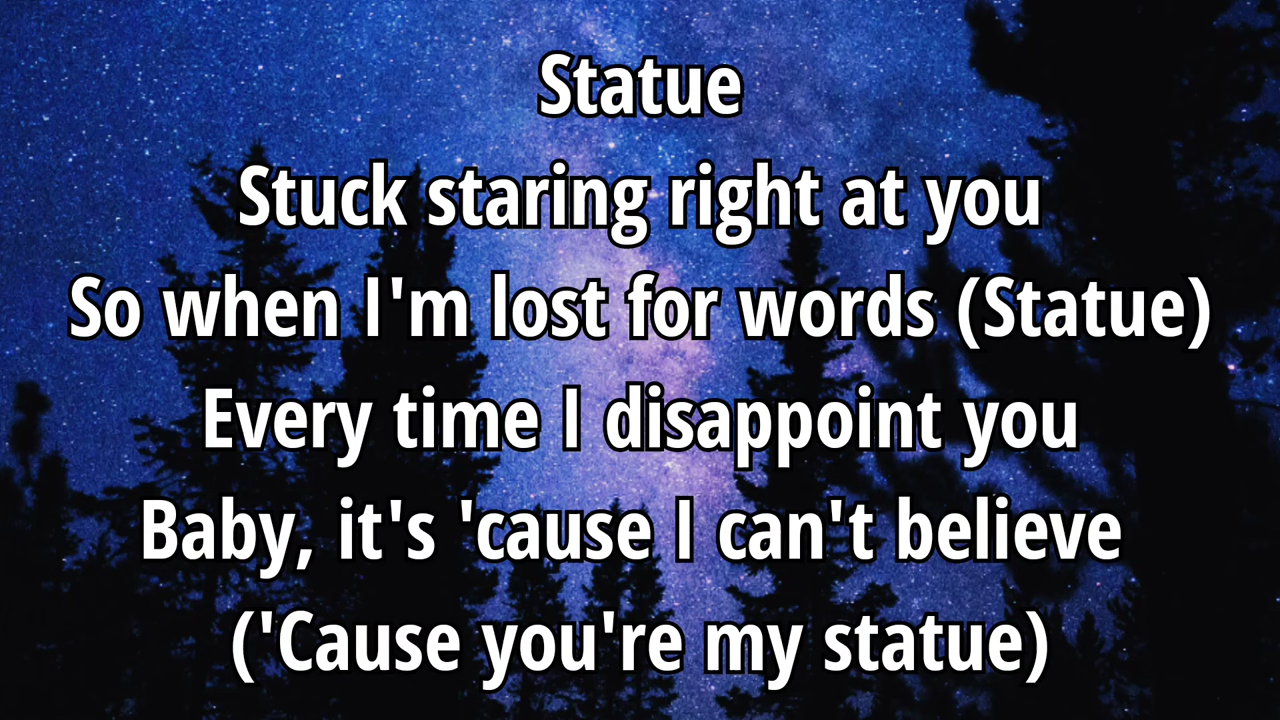 Statue
Stuck staring right at you
So when I'm lost for words (Statue)
Every time I disappoint you
Baby, it's 'cause I can't believe
('Cause you're my statue)